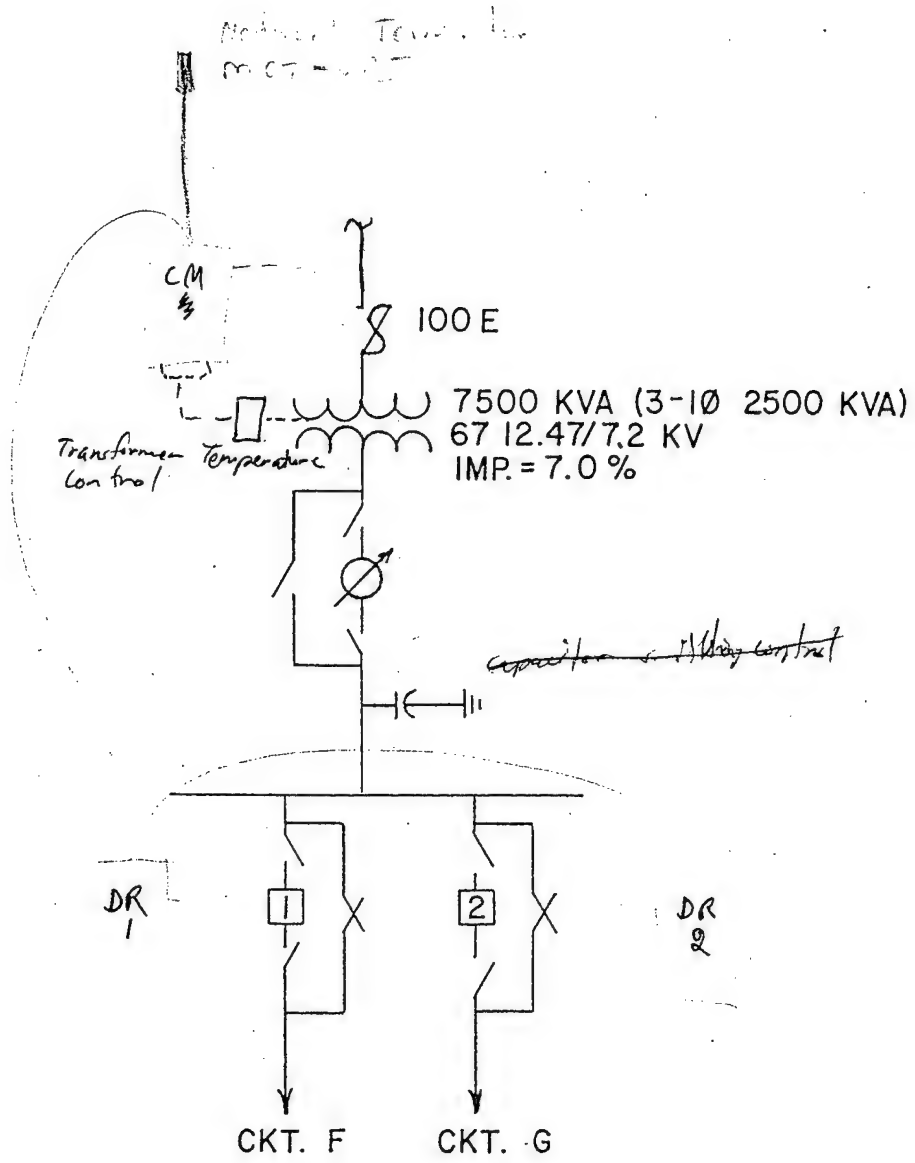 CM
100 E
7500 KVA (3-1Ø 2500 KVA)
67 12.47/7.2 KV
IMP. = 7.0 %
Transformer Temperature
Control
control
DR
1
1
2
DR
2
CKT. F
CKT. G